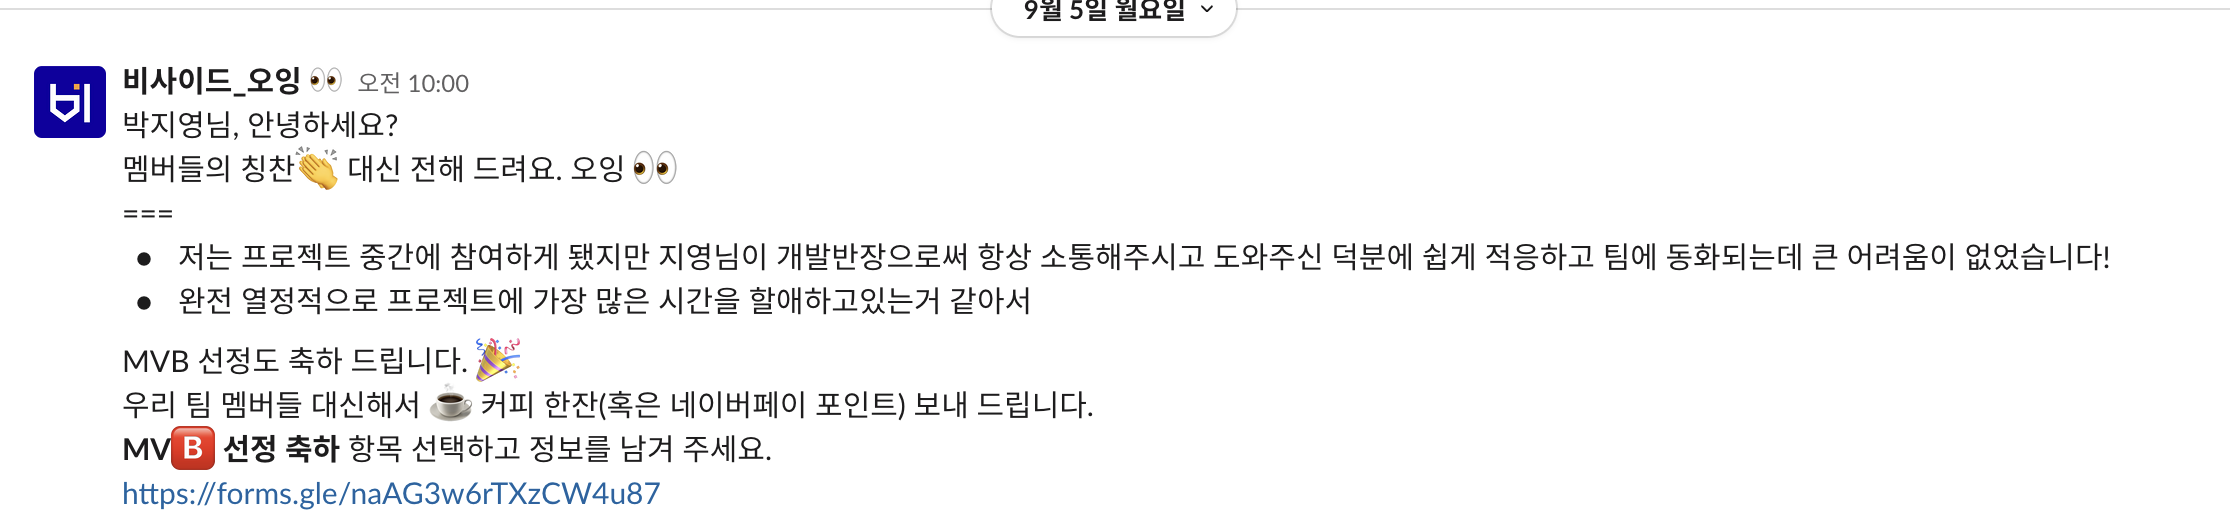 9월 5일 월요일
비사이드_오잉 👀 오전 10:00
박지영님, 안녕하세요?
멤버들의 칭찬👏 대신 전해 드려요. 오잉 👀
===
● 저는 프로젝트 중간에 참여하게 됐지만 지영님이 개발반장으로써 항상 소통해주시고 도와주신 덕분에 쉽게 적응하고 팀에 동화되는데 큰 어려움이 없었습니다!
● 완전 열정적으로 프로젝트에 가장 많은 시간을 할애하고있는거 같아서
MVB 선정도 축하 드립니다. 🎉
우리 팀 멤버들 대신해서 ☕ 커피 한잔(혹은 네이버페이 포인트) 보내 드립니다.
MV🅱 선정 축하 항목 선택하고 정보를 남겨 주세요.
https://forms.gle/naAG3w6rTXzCW4u87